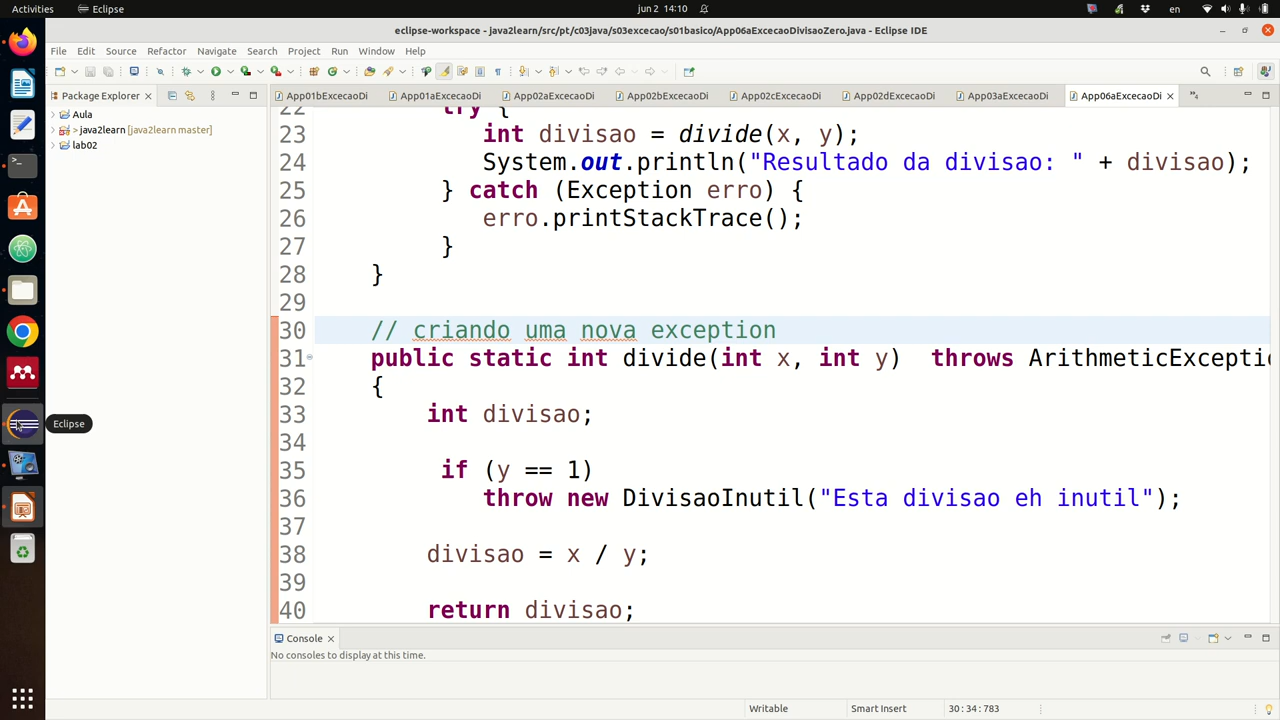 Activities Eclipse jun 2 14:10 en
eclipse-workspace - java2learn/src/pt/c03java/s03excecao/s01basico/App06aExcecaoDivisaoZero.java - Eclipse IDE
File Edit Source Refactor Navigate Search Project Run Window Help
Package Explorer
App01bExcecaoDi App01aExcecaoDi App02aExcecaoDi App02bExcecaoDi App02cExcecaoDi App02dExcecaoDi App03aExcecaoDi App06aExcecaoDi
Aula
> java2learn [java2learn master]
lab02
22 try {
23 int divisao = divide(x, y);
24 System.out.println("Resultado da divisao: " + divisao);
25 } catch (Exception erro) {
26 erro.printStackTrace();
27 }
28 }
29
30 // criando uma nova exception
31 public static int divide(int x, int y) throws ArithmeticExceptio
32 {
33 int divisao;
34
35 if (y == 1)
36 throw new DivisaoInutil("Esta divisao eh inutil");
37
38 divisao = x / y;
39
40 return divisao;
Eclipse
Console
No consoles to display at this time.
Writable Smart Insert 30 : 34 : 783